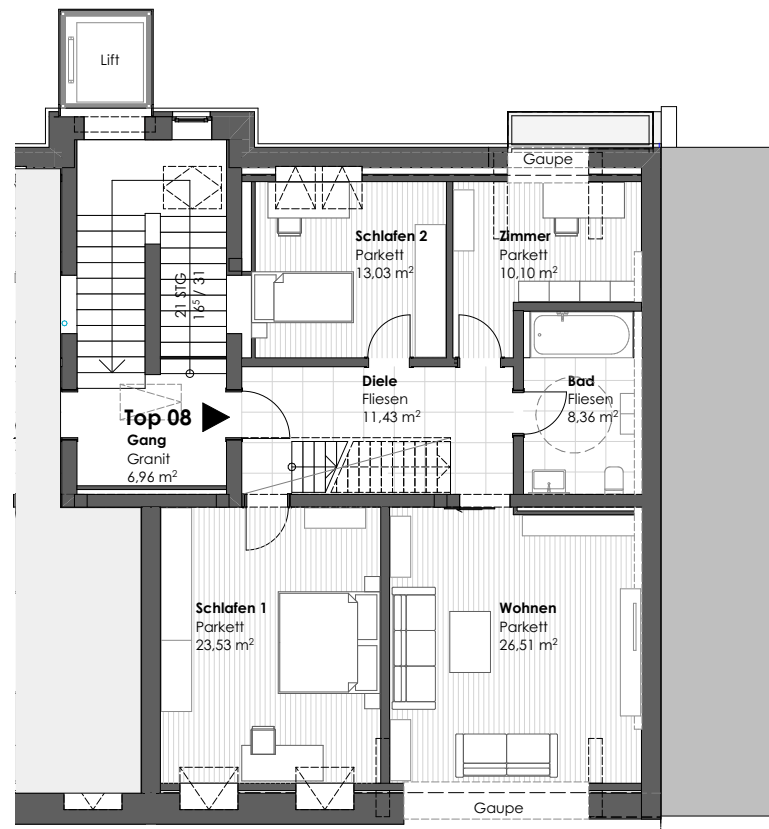 Lift
Gaupe
Schlafen 2
Parkett
13,03 m²
Zimmer
Parkett
10,10 m²
21 STG
16⁵ / 31
Diele
Fliesen
11,43 m²
Bad
Fliesen
8,36 m²
Top 08
Gang
Granit
6,96 m²
Schlafen 1
Parkett
23,53 m²
Wohnen
Parkett
26,51 m²
Gaupe